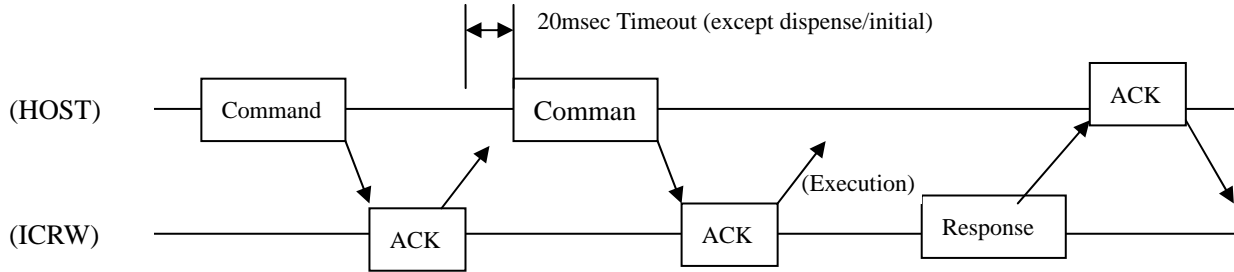 20msec Timeout (except dispense/initial)
(HOST)
Command
Comman
ACK
(Execution)
(ICRW)
ACK
ACK
Response